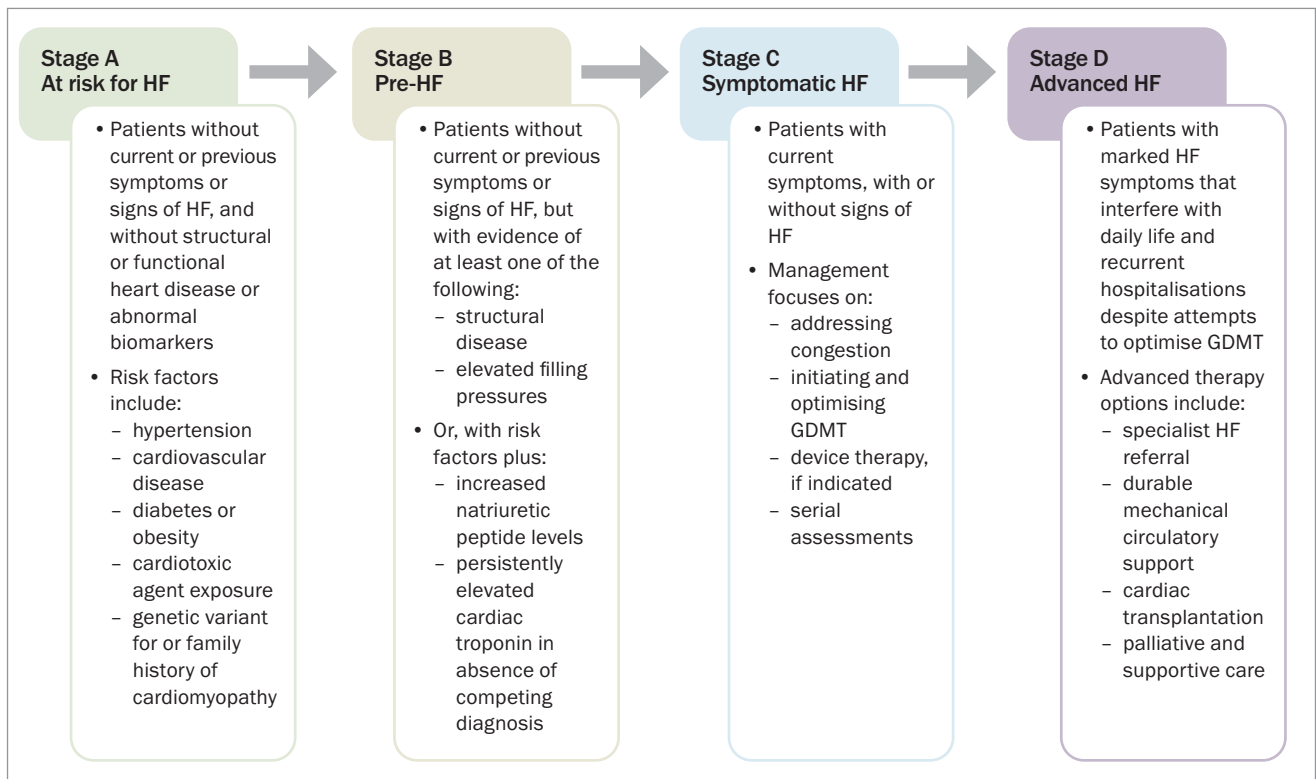 Stage A
At risk for HF
• Patients without
current or previous
symptoms or
signs of HF, and
without structural
or functional
heart disease or
abnormal
biomarkers
• Risk factors
include:
– hypertension
– cardiovascular
disease
– diabetes or
obesity
– cardiotoxic
agent exposure
– genetic variant
for or family
history of
cardiomyopathy
Stage B
Pre-HF
• Patients without
current or previous
symptoms or
signs of HF, but
with evidence of
at least one of the
following:
– structural
disease
– elevated filling
pressures
• Or, with risk
factors plus:
– increased
natriuretic
peptide levels
– persistently
elevated
cardiac
troponin in
absence of
competing
diagnosis
Stage C
Symptomatic HF
• Patients with
current
symptoms, with or
without signs of
HF
• Management
focuses on:
– addressing
congestion
– initiating and
optimising
GDMT
– device therapy,
if indicated
– serial
assessments
Stage D
Advanced HF
• Patients with
marked HF
symptoms that
interfere with
daily life and
recurrent
hospitalisations
despite attempts
to optimise GDMT
• Advanced therapy
options include:
– specialist HF
referral
– durable
mechanical
circulatory
support
– cardiac
transplantation
– palliative and
supportive care